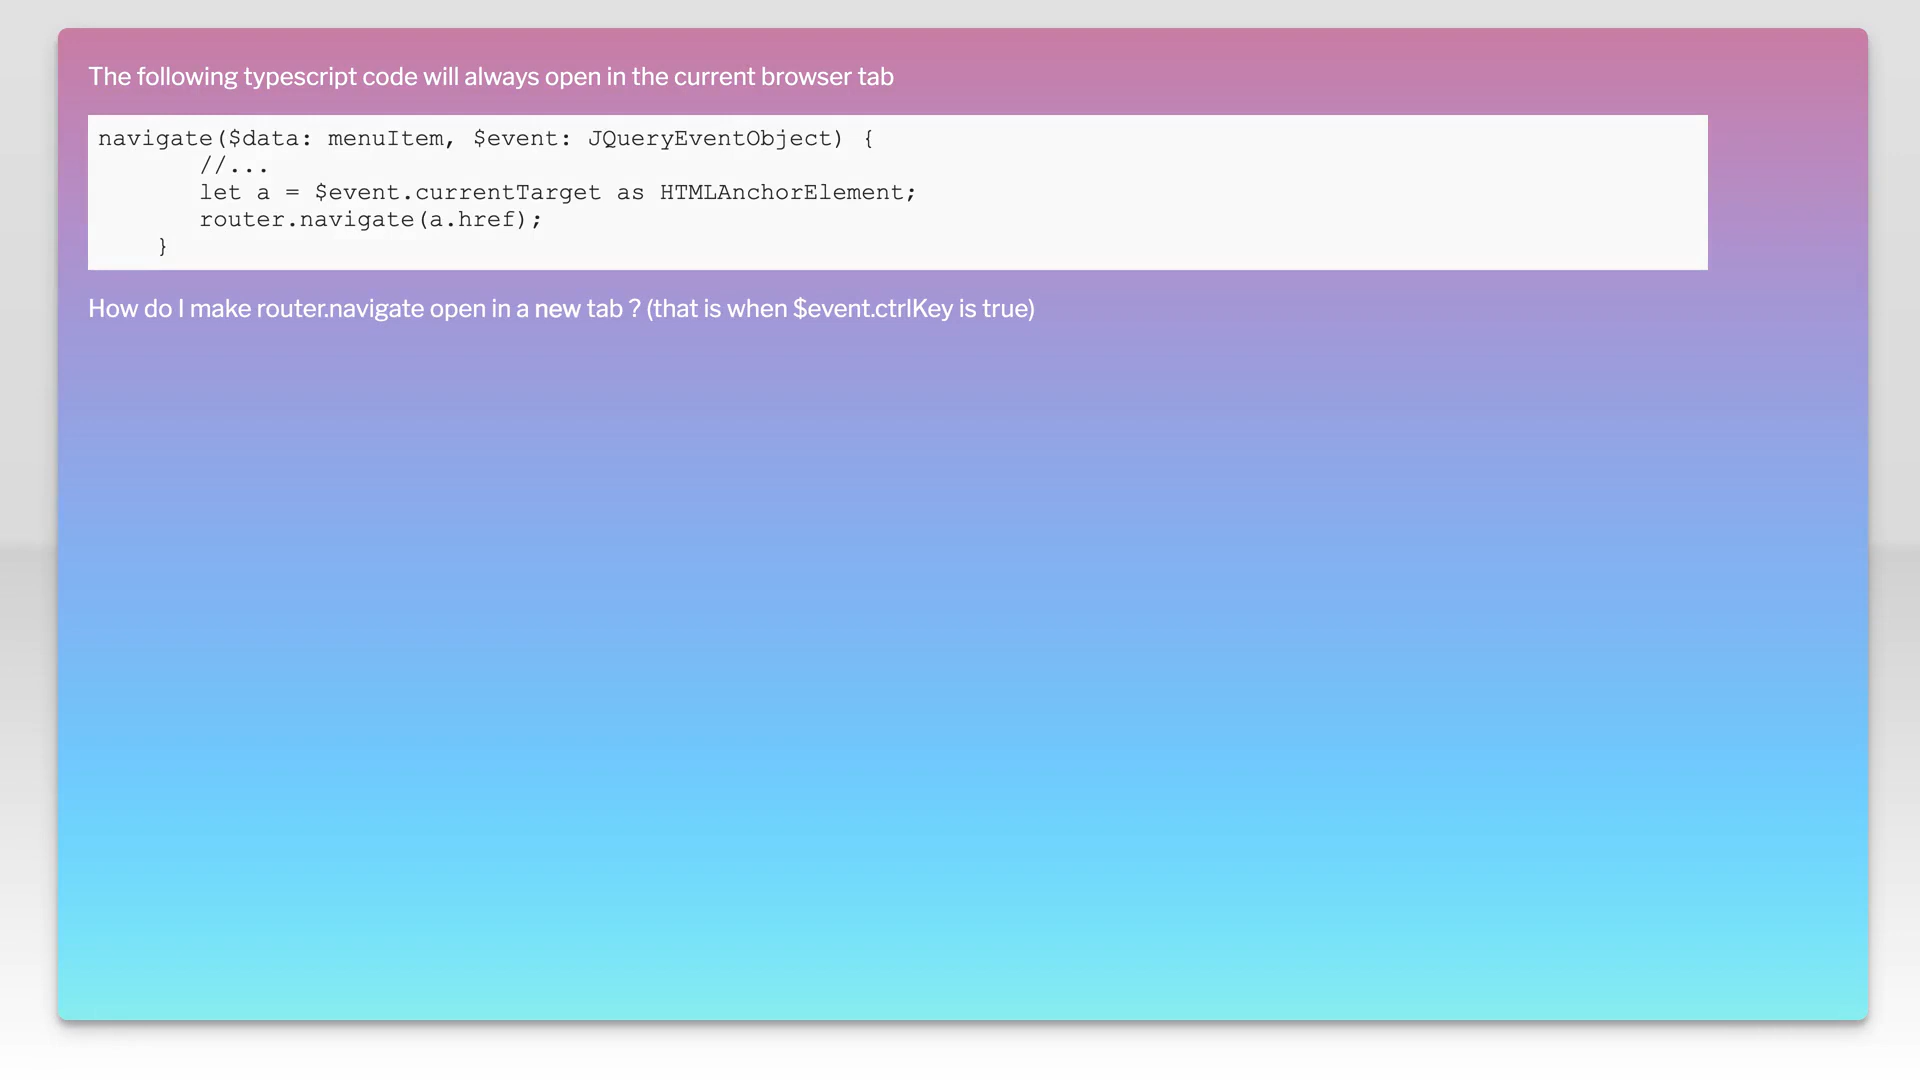 The following typescript code will always open in the current browser tab
navigate($data: menuItem, $event: JQueryEventObject) {
//...
let a = $event.currentTarget as HTMLAnchorElement;
router.navigate(a.href);
}
How do I make router.navigate open in a new tab ? (that is when $event.ctrlKey is true)